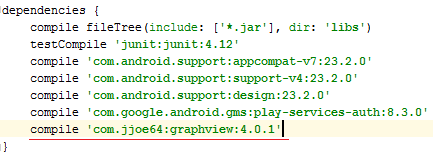 dependencies {
    compile fileTree(include: ['*.jar'], dir: 'libs')
    testCompile 'junit:junit:4.12'
    compile 'com.android.support:appcompat-v7:23.2.0'
    compile 'com.android.support:support-v4:23.2.0'
    compile 'com.android.support:design:23.2.0'
    compile 'com.google.android.gms:play-services-auth:8.3.0'
    compile 'com.jjoe64:graphview:4.0.1'
}